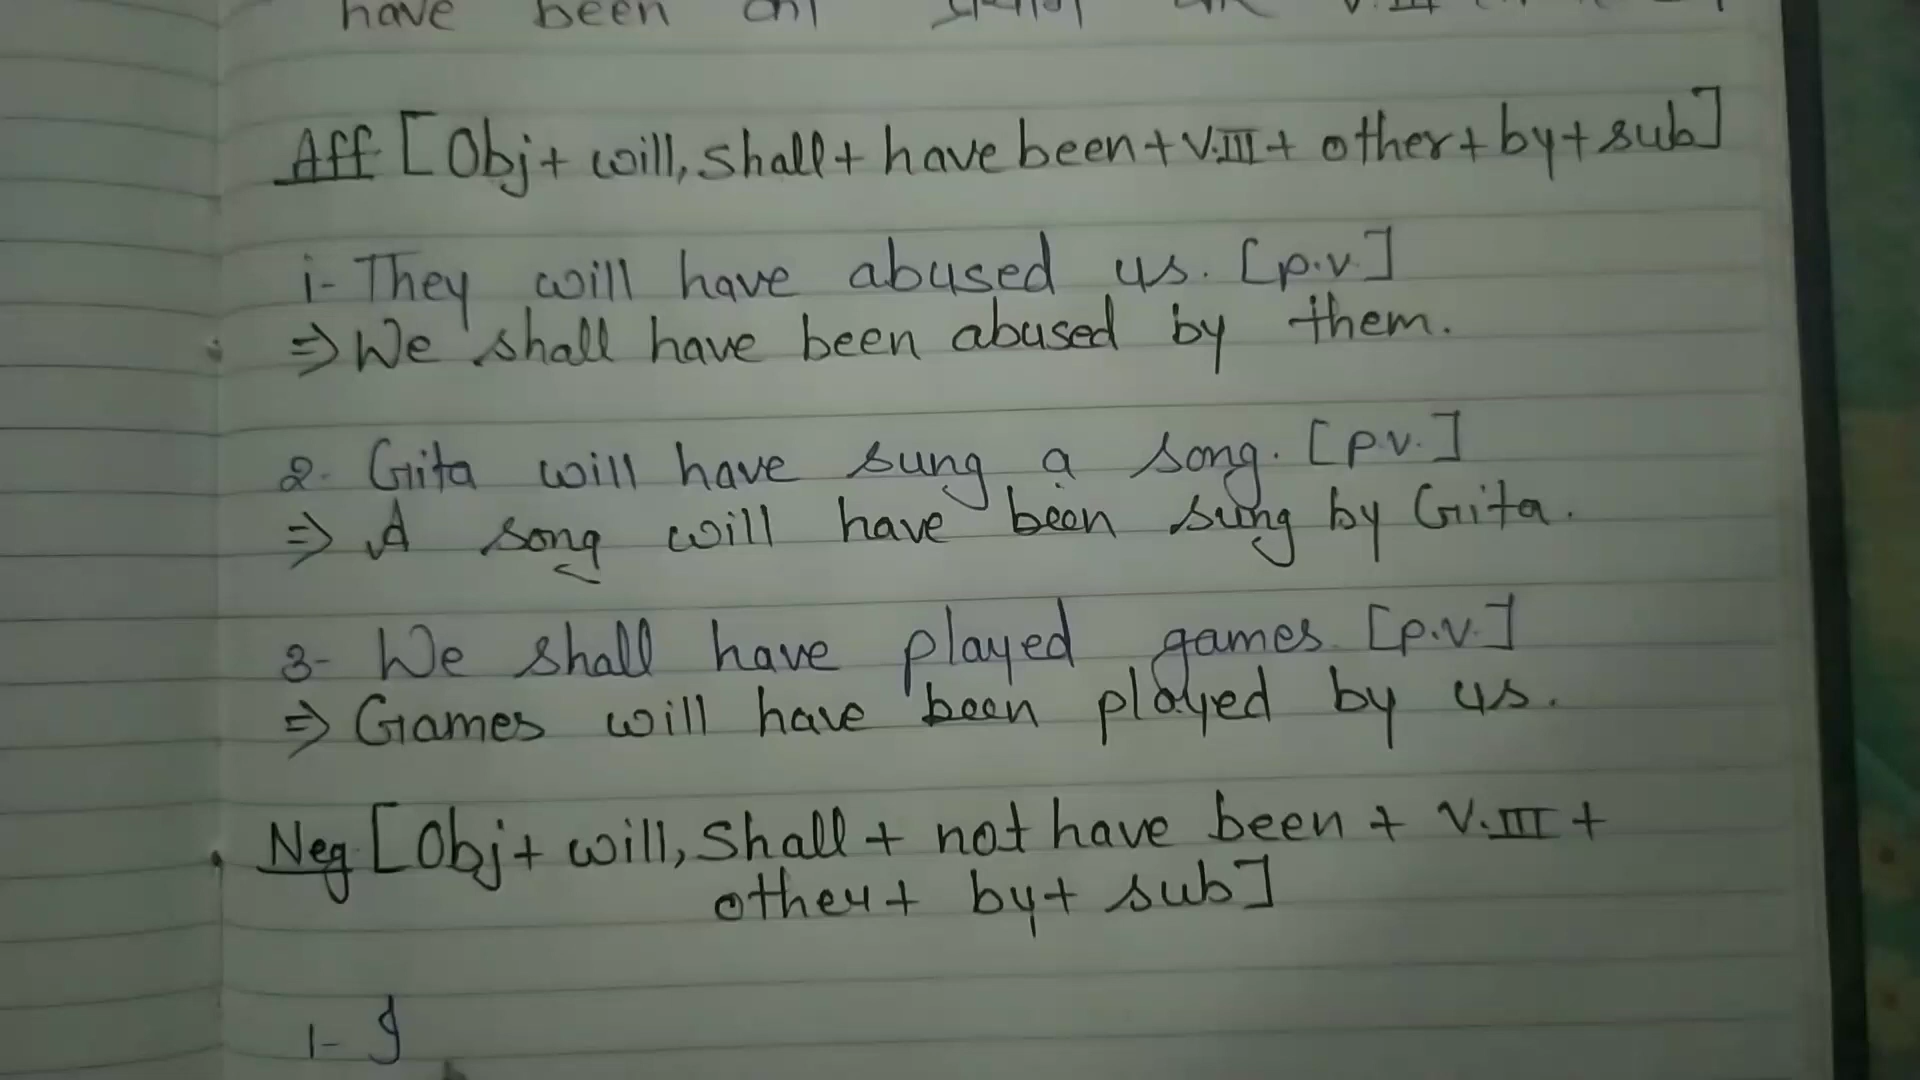 have been का
Aff [Obj + will, shall + have been + V.III + other + by + sub]
i- They will have abused us. [p.v.]
⇒ We shall have been abused by them.
2- Gita will have sung a song. [p.v.]
⇒ A song will have been sung by Gita.
3- We shall have played games. [p.v.]
⇒ Games will have been played by us.
Neg [Obj + will, shall + not have been + V.III +
other + by + sub]
1- I